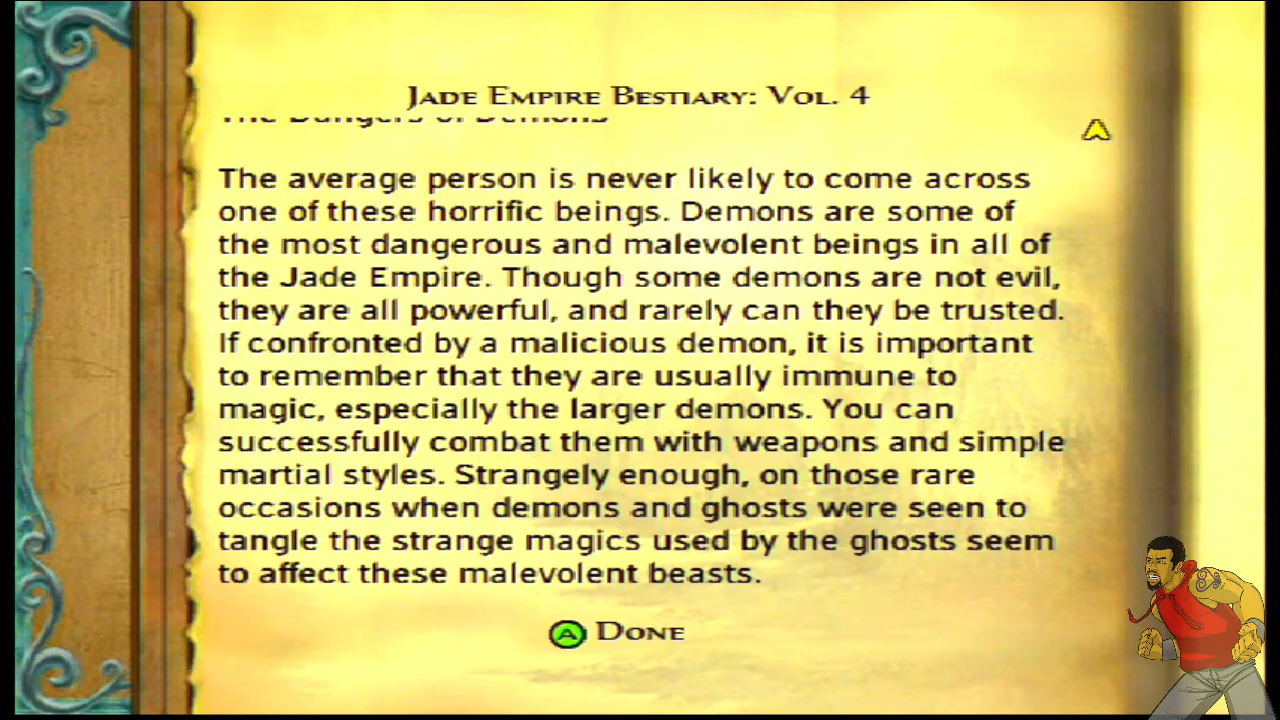 Jade Empire Bestiary: Vol. 4
The Dangers of Demons
The average person is never likely to come across
one of these horrific beings. Demons are some of
the most dangerous and malevolent beings in all of
the Jade Empire. Though some demons are not evil,
they are all powerful, and rarely can they be trusted.
If confronted by a malicious demon, it is important
to remember that they are usually immune to
magic, especially the larger demons. You can
successfully combat them with weapons and simple
martial styles. Strangely enough, on those rare
occasions when demons and ghosts were seen to
tangle the strange magics used by the ghosts seem
to affect these malevolent beasts.
A Done